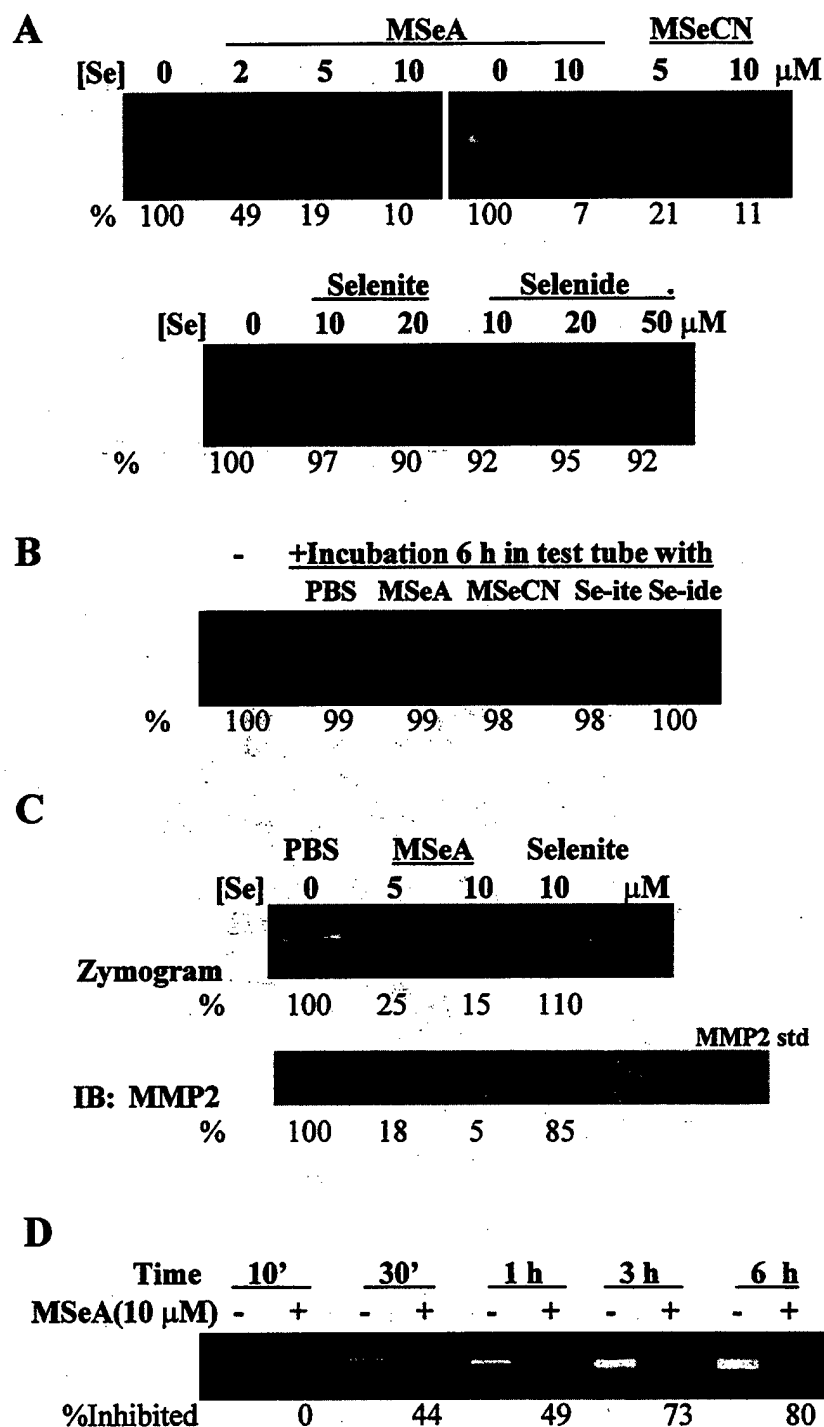 A
MSeA MSeCN
[Se] 0 2 5 10 0 10 5 10 μM
% 100 49 19 10 100 7 21 11
Selenite Selenide .
[Se] 0 10 20 10 20 50 μM
% 100 97 90 92 95 92
B
- +Incubation 6 h in test tube with
PBS MSeA MSeCN Se-ite Se-ide
% 100 99 99 98 98 100
C
PBS MSeA Selenite
[Se] 0 5 10 10 μM
Zymogram
% 100 25 15 110
MMP2 std
IB: MMP2
% 100 18 5 85
D
Time 10’ 30’ 1 h 3 h 6 h
MSeA(10 μM) - + - + - + - + - +
%Inhibited 0 44 49 73 80